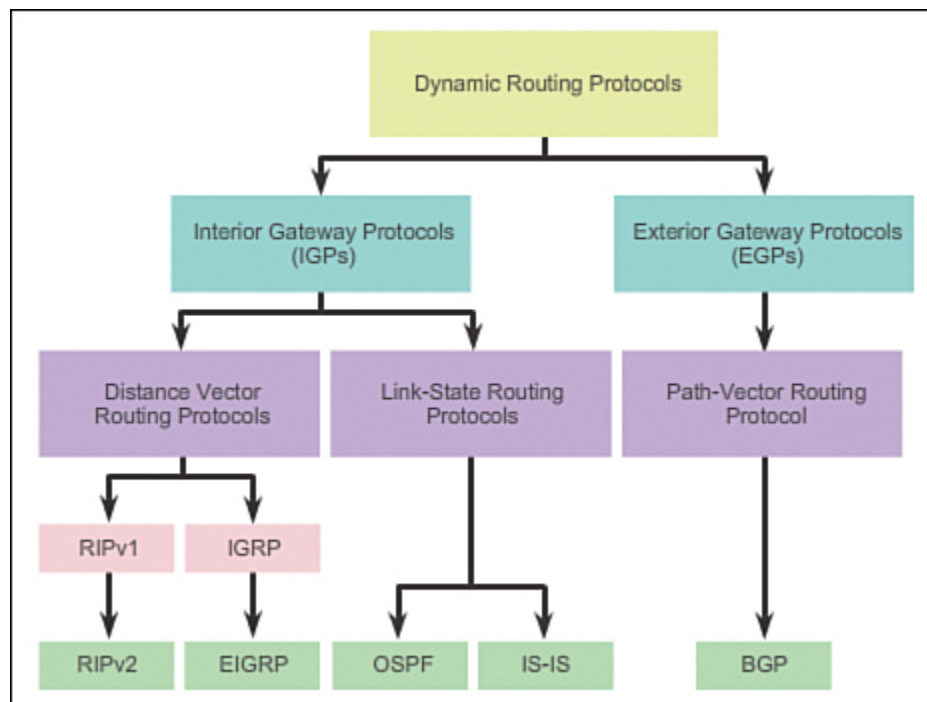 Dynamic Routing Protocols
Interior Gateway Protocols
(IGPs)
Exterior Gateway Protocols
(EGPs)
Distance Vector
Routing Protocols
Link-State Routing
Protocols
Path-Vector Routing
Protocol
RIPv1
IGRP
RIPv2
EIGRP
OSPF
IS-IS
BGP